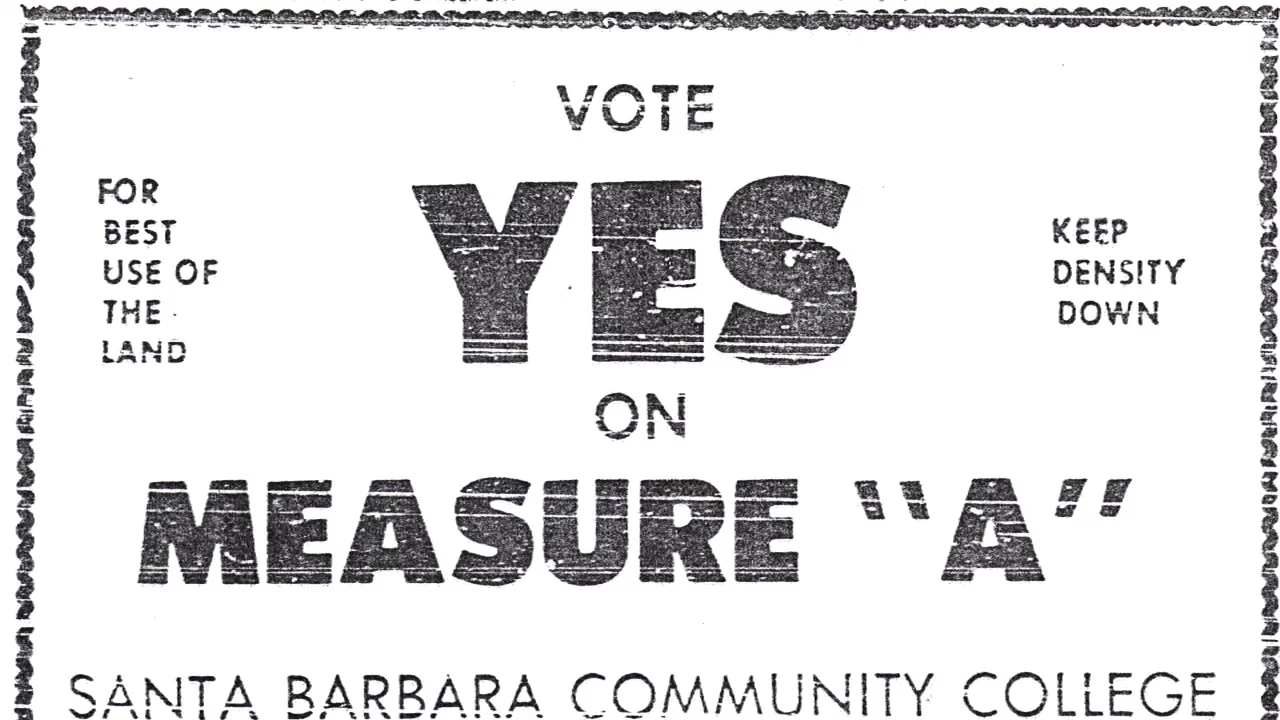 VOTE
YES
ON
MEASURE "A"
FOR
BEST
USE OF
THE
LAND
KEEP
DENSITY
DOWN
SANTA BARBARA COMMUNITY COLLEGE